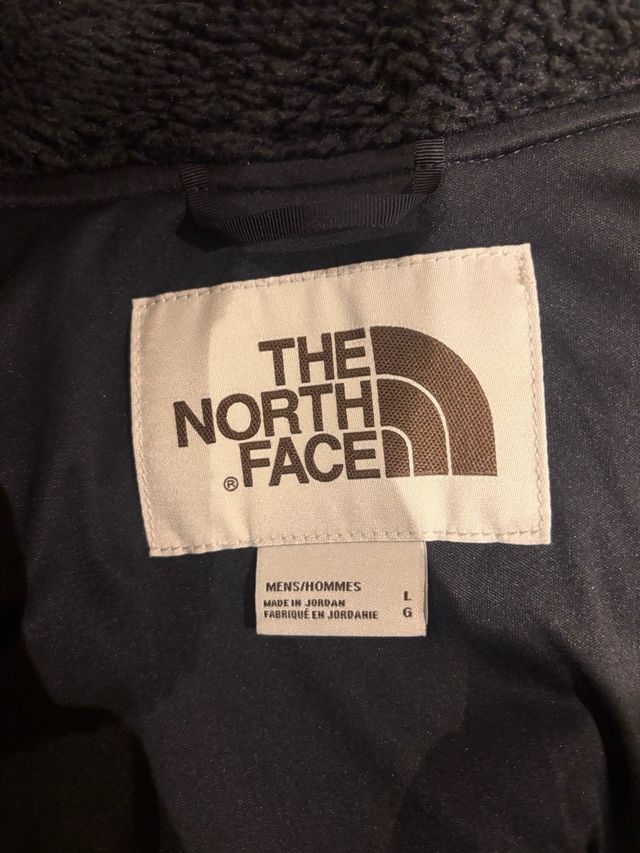 THE
NORTH
FACE
®
MENS/HOMMES L
MADE IN JORDAN
FABRIQUÉ EN JORDANIE G